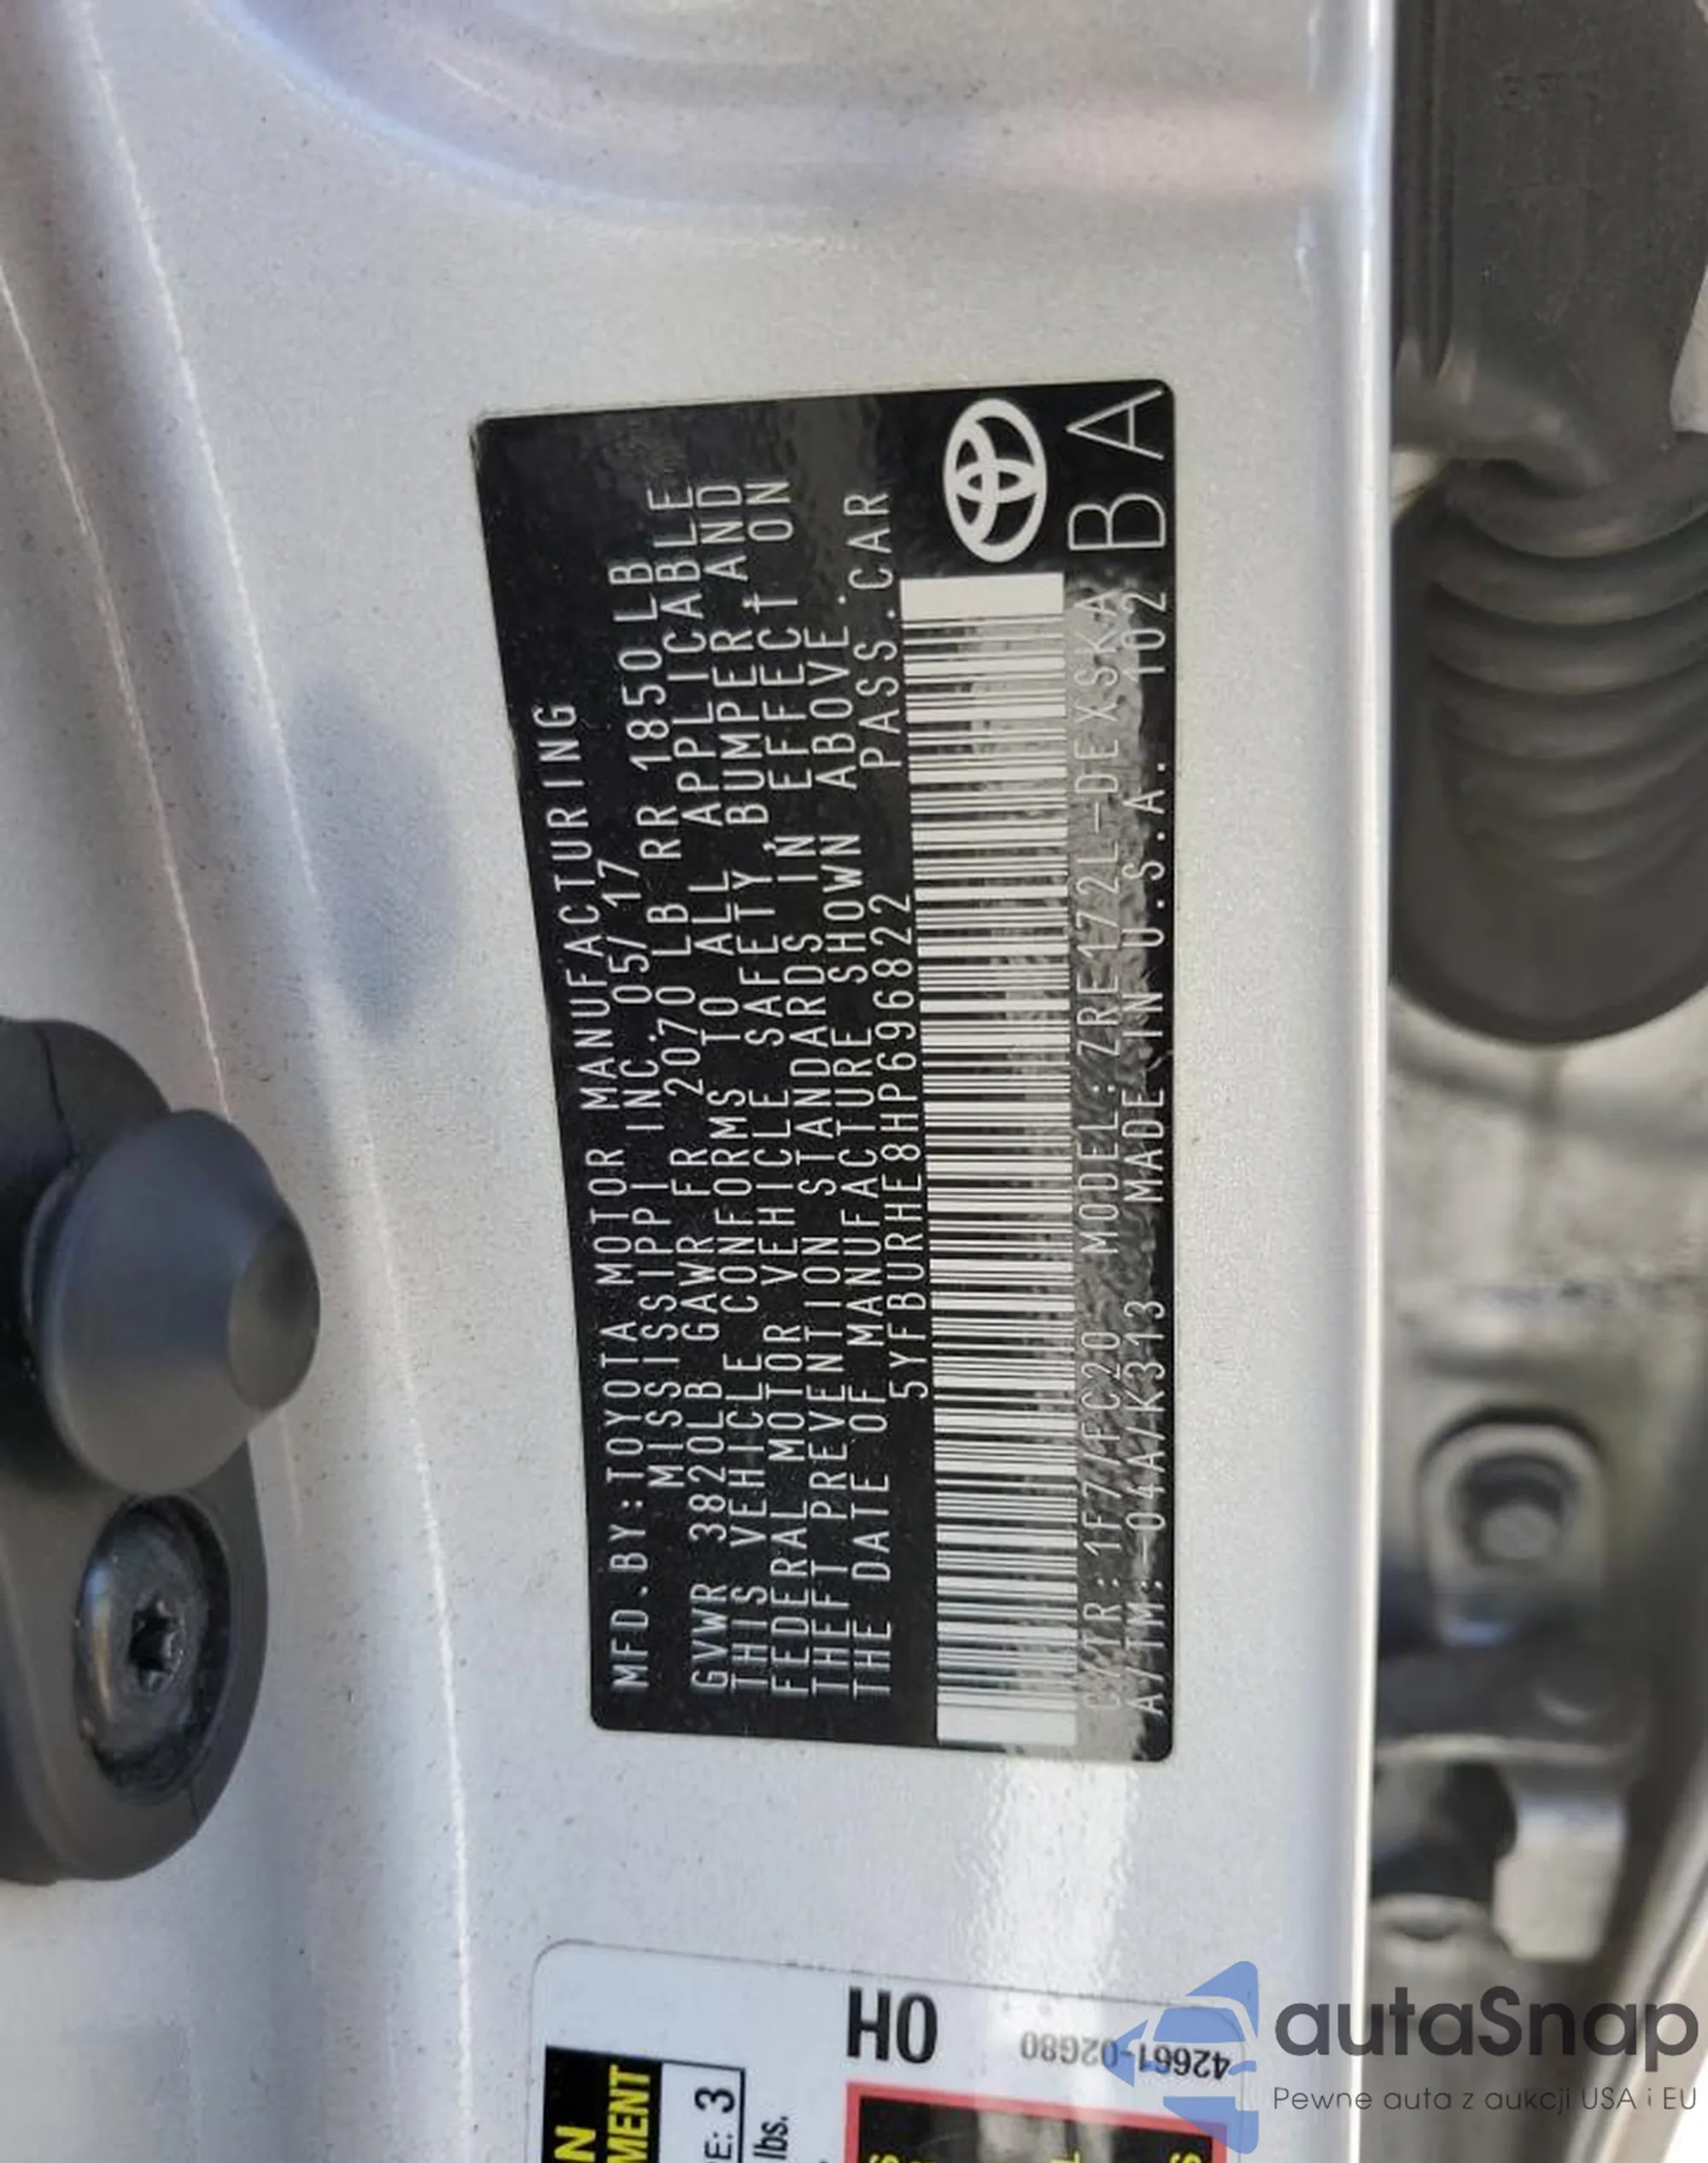 MFD.BY:TOYOTA MOTOR MANUFACTURING
MISSISSIPPI INC. 05/17
GVWR 3820LB GAWR FR 2070 LB RR 1850 LB
THIS VEHICLE CONFORMS TO ALL APPLICABLE
FEDERAL MOTOR VEHICLE SAFETY, BUMPER AND
THEFT PREVENTION STANDARDS IN EFFECT ON
THE DATE OF MANUFACTURE SHOWN ABOVE.
5YFBURHE8HP696822 PASS.CAR
C/TR:1F7/FC20 MODEL:ZRE172L-DEXSKA
A/TM:-04A/K313 MADE IN U.S.A. 102
BA
OH
42661-02G80
E: 3
lbs.
autaSnap
Pewne auta z aukcji USA i EU